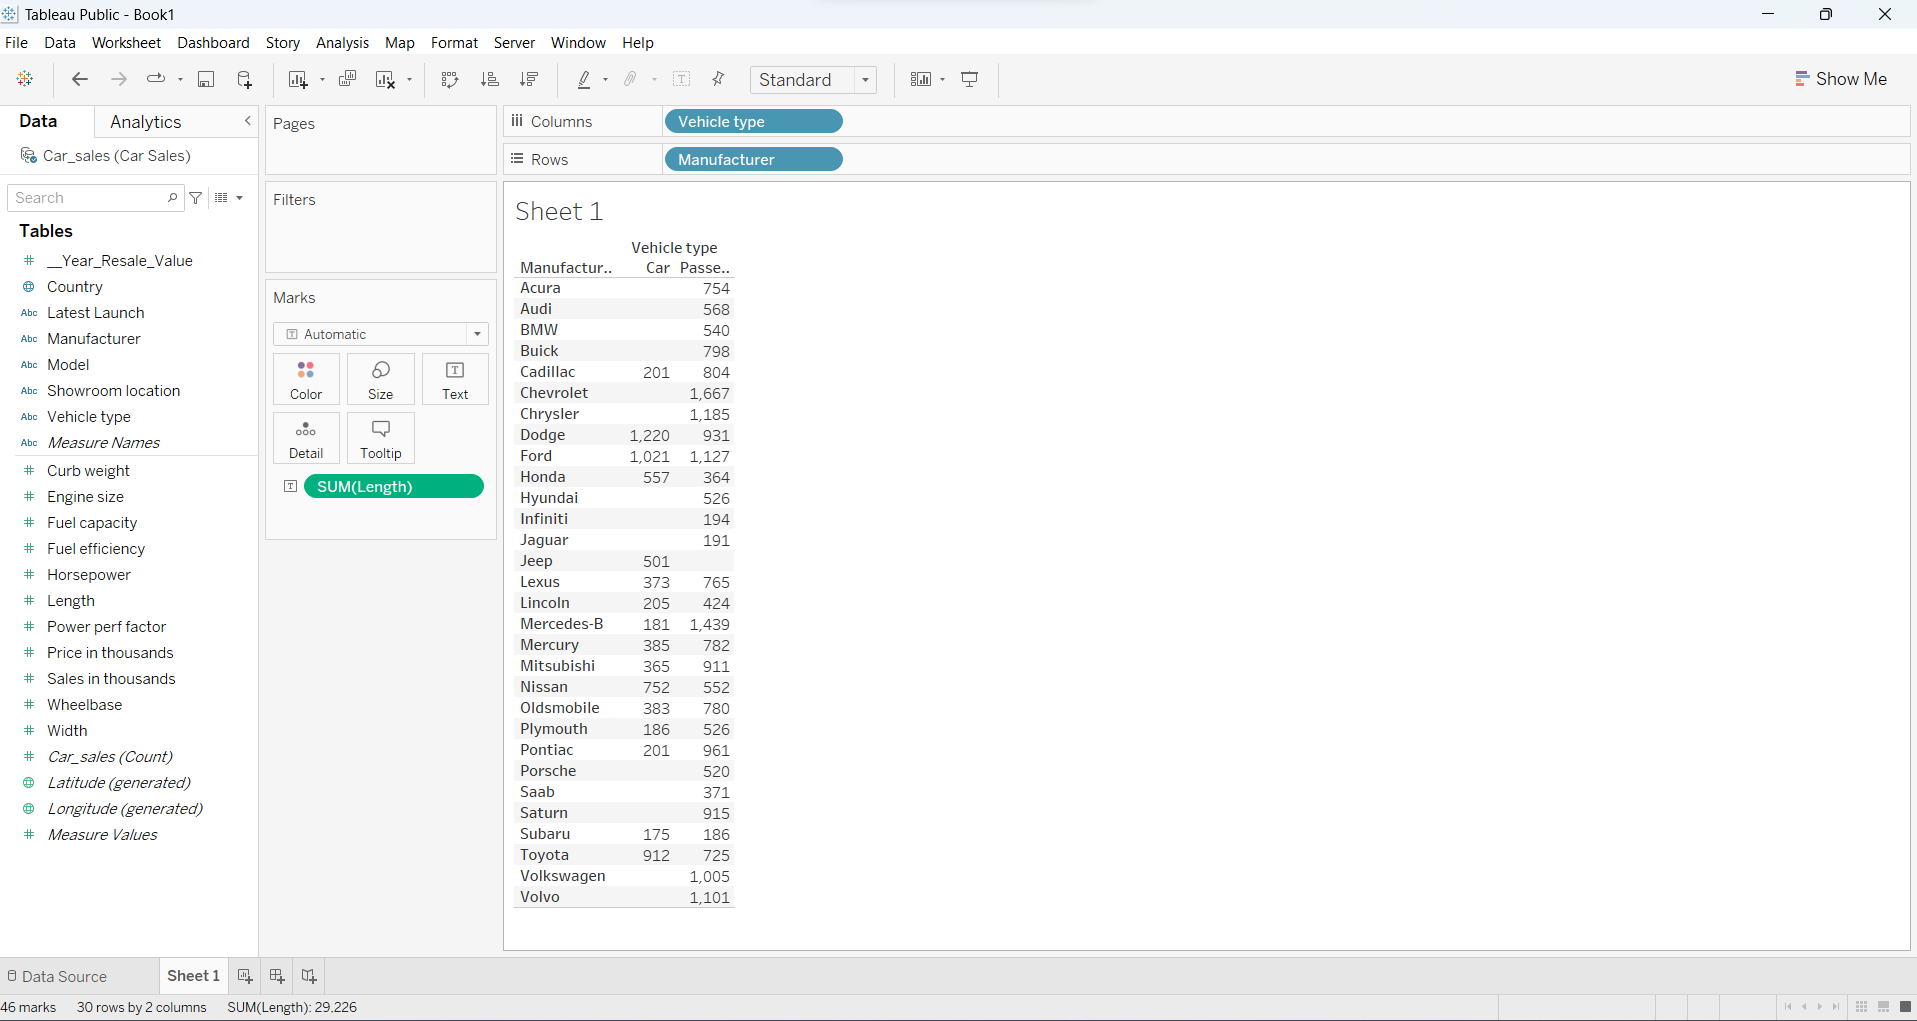 Tableau Public - Book1
File Data Worksheet Dashboard Story Analysis Map Format Server Window Help
Standard
Show Me
Data Analytics
Car_sales (Car Sales)
Search
Tables
__Year_Resale_Value
Country
Abc Latest Launch
Abc Manufacturer
Abc Model
Abc Showroom location
Abc Vehicle type
Abc Measure Names
Curb weight
Engine size
Fuel capacity
Fuel efficiency
Horsepower
Length
Power perf factor
Price in thousands
Sales in thousands
Wheelbase
Width
Car_sales (Count)
Latitude (generated)
Longitude (generated)
Measure Values
Pages
Filters
Marks
Automatic
Color Size Text
Detail Tooltip
SUM(Length)
Columns Vehicle type
Rows Manufacturer
Sheet 1
Vehicle type
Manufactur.. Car Passe..
Acura 754
Audi 568
BMW 540
Buick 798
Cadillac 201 804
Chevrolet 1,667
Chrysler 1,185
Dodge 1,220 931
Ford 1,021 1,127
Honda 557 364
Hyundai 526
Infiniti 194
Jaguar 191
Jeep 501
Lexus 373 765
Lincoln 205 424
Mercedes-B 181 1,439
Mercury 385 782
Mitsubishi 365 911
Nissan 752 552
Oldsmobile 383 780
Plymouth 186 526
Pontiac 201 961
Porsche 520
Saab 371
Saturn 915
Subaru 175 186
Toyota 912 725
Volkswagen 1,005
Volvo 1,101
Data Source Sheet 1
46 marks 30 rows by 2 columns SUM(Length): 29,226